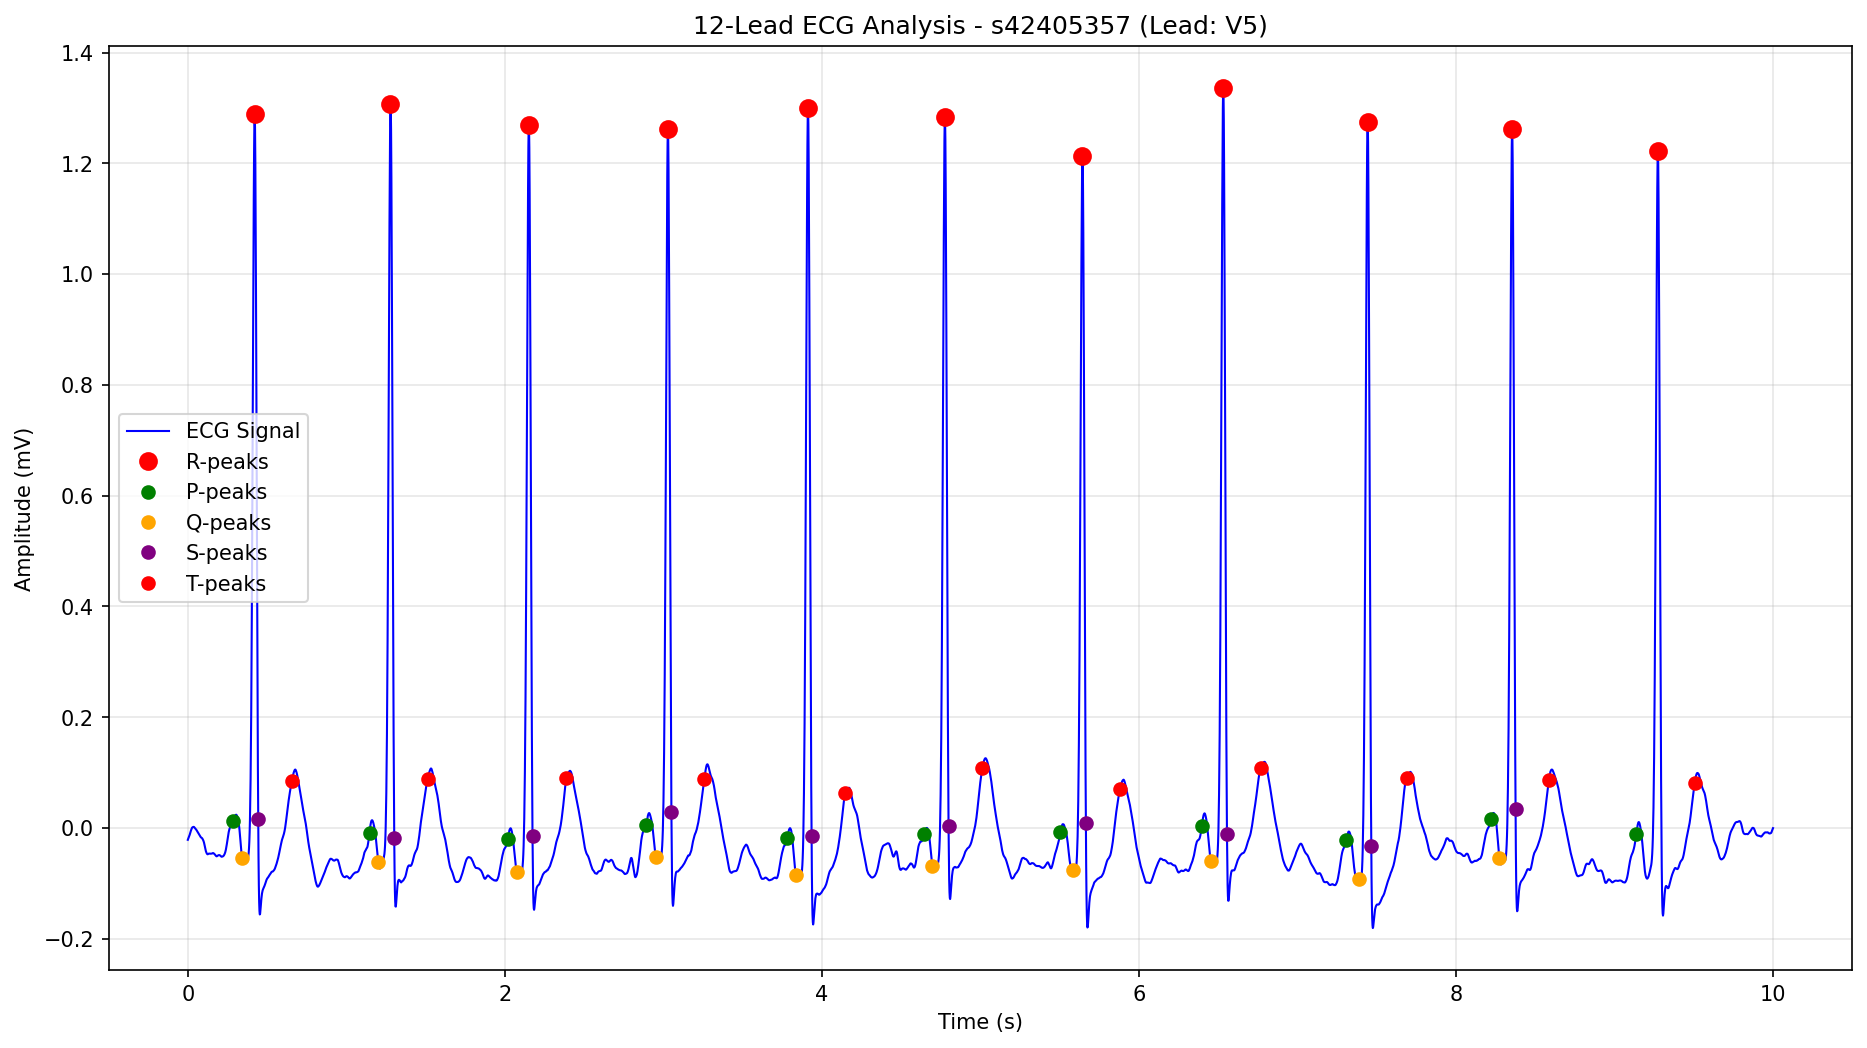 12-Lead ECG Analysis - s42405357 (Lead: V5)
1.4
1.2
1.0
0.8
0.6
0.4
0.2
0.0
−0.2
Amplitude (mV)
ECG Signal
R-peaks
P-peaks
Q-peaks
S-peaks
T-peaks
0 2 4 6 8 10
Time (s)